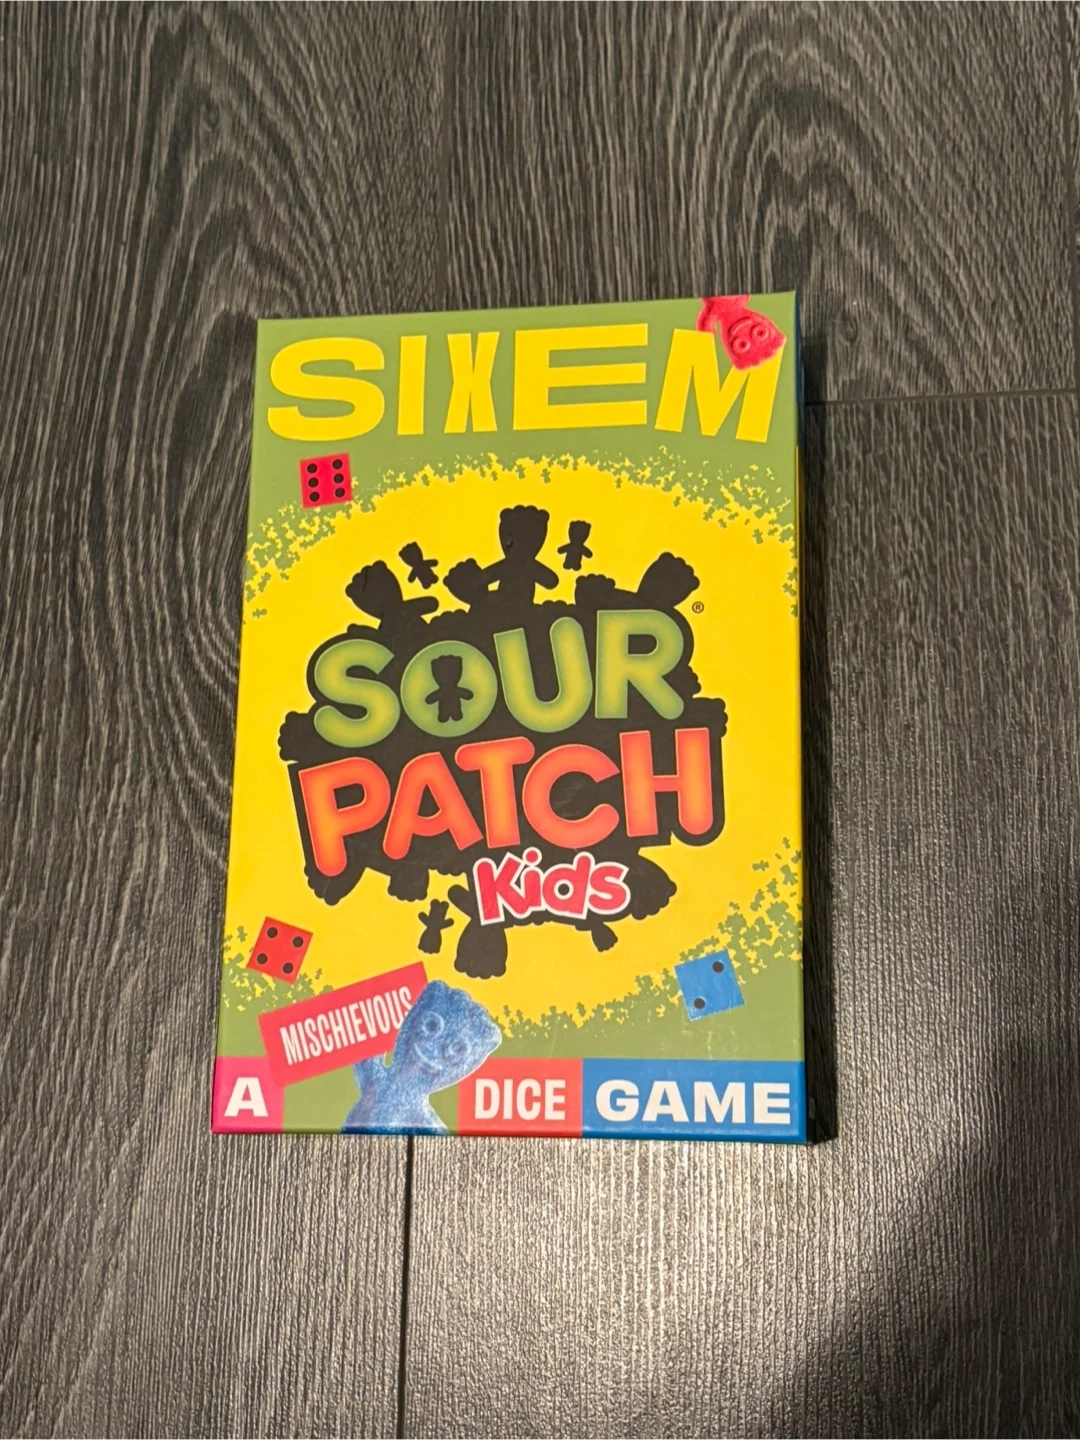 SIXEM
SOUR
PATCH
Kids
®
MISCHIEVOUS
A DICE GAME